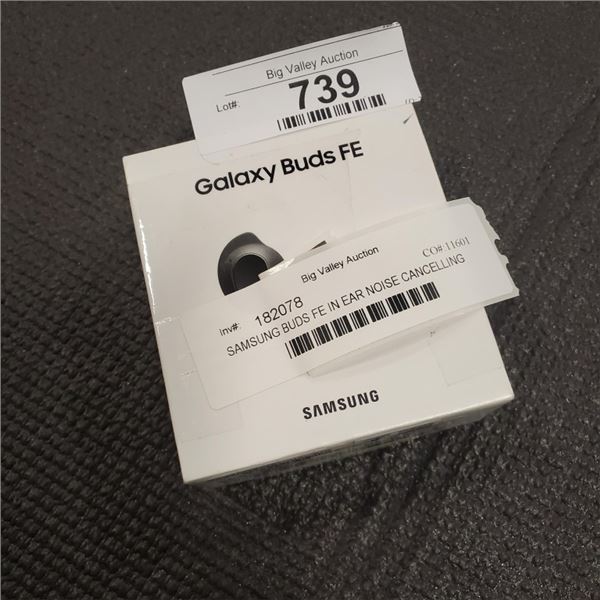 Big Valley Auction
Lot#: 739
Galaxy Buds FE
Big Valley Auction
CO# 11601
Inv#: 182078
SAMSUNG BUDS FE IN EAR NOISE CANCELLING
SAMSUNG